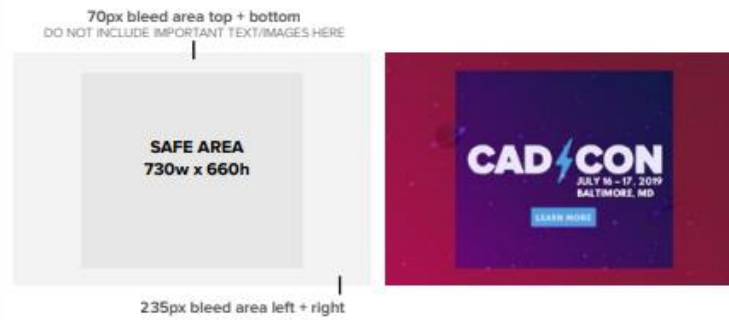 70px bleed area top + bottom
DO NOT INCLUDE IMPORTANT TEXT/IMAGES HERE
SAFE AREA
730w x 660h
235px bleed area left + right
CAD CON
JULY 16 – 17, 2019
BALTIMORE, MD
LEARN MORE